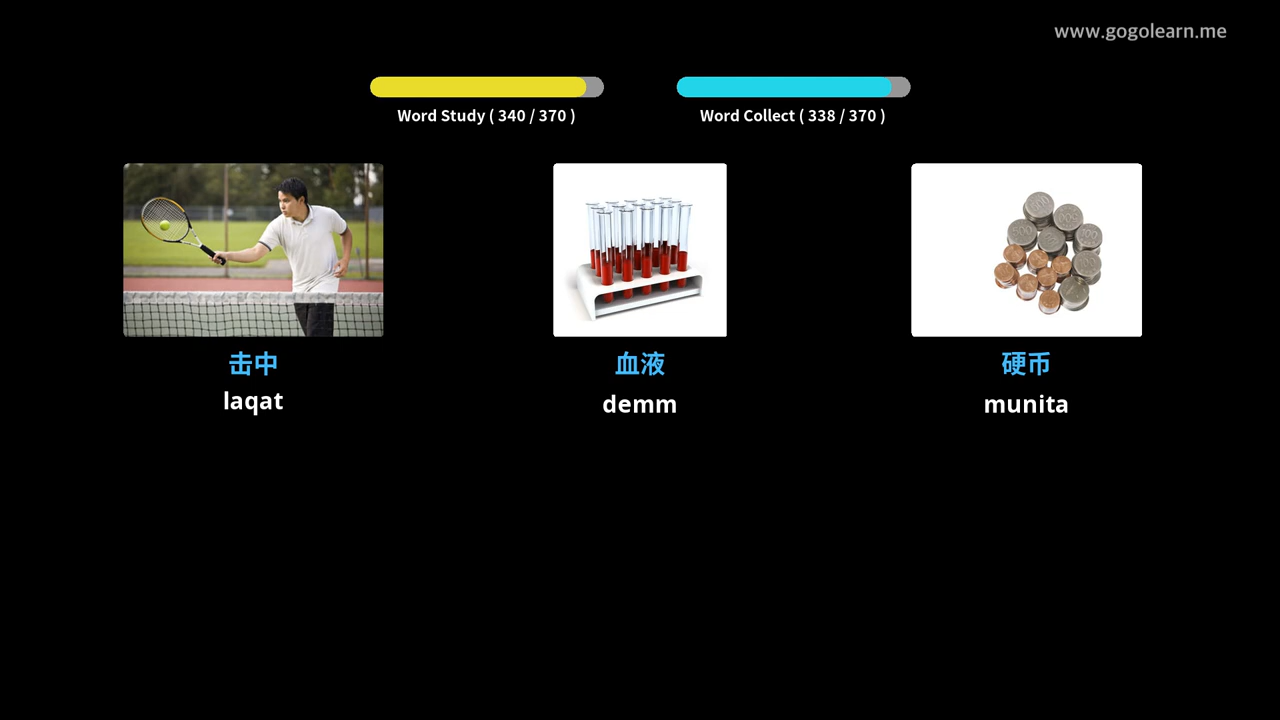 www.gogolearn.me
Word Study ( 340 / 370 )
Word Collect ( 338 / 370 )
击中
laqat
血液
demm
硬币
munita